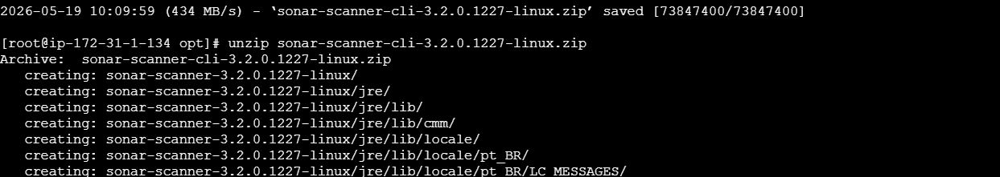 2026-05-19 10:09:59 (434 MB/s) - ‘sonar-scanner-cli-3.2.0.1227-linux.zip’ saved [73847400/73847400]
[root@ip-172-31-1-134 opt]# unzip sonar-scanner-cli-3.2.0.1227-linux.zip
Archive:  sonar-scanner-cli-3.2.0.1227-linux.zip
   creating: sonar-scanner-3.2.0.1227-linux/
   creating: sonar-scanner-3.2.0.1227-linux/jre/
   creating: sonar-scanner-3.2.0.1227-linux/jre/lib/
   creating: sonar-scanner-3.2.0.1227-linux/jre/lib/cmm/
   creating: sonar-scanner-3.2.0.1227-linux/jre/lib/locale/
   creating: sonar-scanner-3.2.0.1227-linux/jre/lib/locale/pt_BR/
   creating: sonar-scanner-3.2.0.1227-linux/jre/lib/locale/pt_BR/LC_MESSAGES/